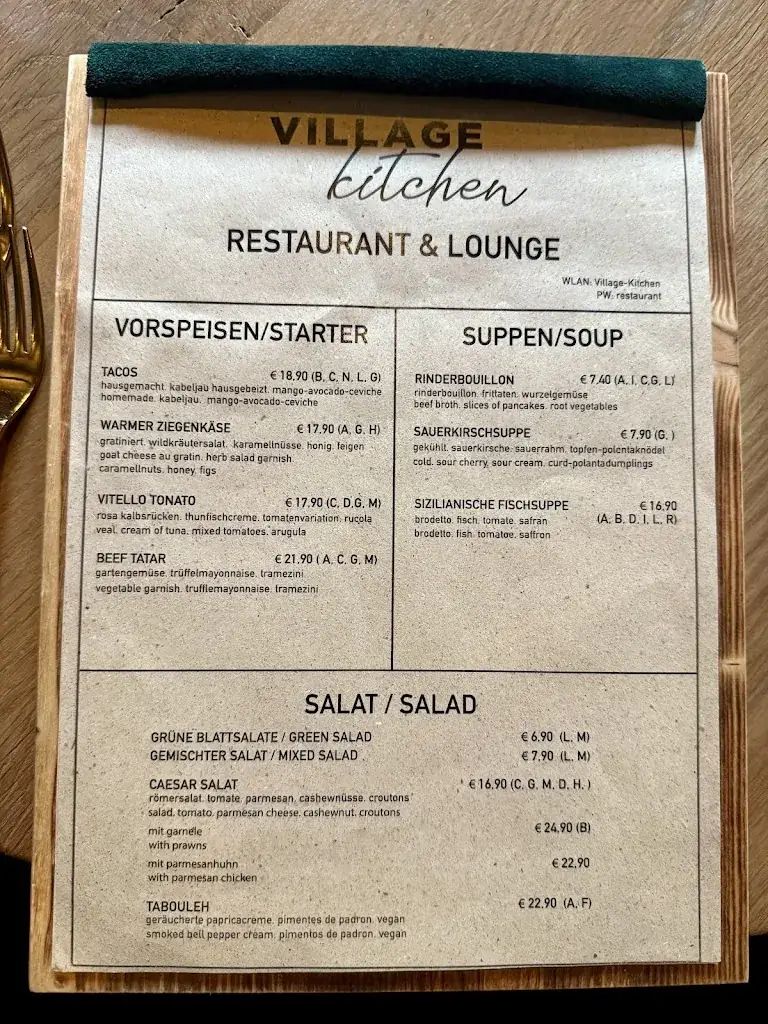 VILLAGE
kitchen
RESTAURANT & LOUNGE
WLAN: Village-Kitchen
PW: restaurant
VORSPEISEN/STARTER
TACOS € 18,90 (B, C, N, L, G)
hausgemacht, kabeljau hausgebeizt, mango-avocado-ceviche
homemade, kabeljau, mango-avocado-ceviche
WARMER ZIEGENKÄSE € 17,90 (A, G, H)
gratiniert, wildkräutersalat, karamellnüsse, honig, feigen
goat cheese au gratin, herb salad garnish,
caramellnuts, honey, figs
VITELLO TONATO € 17,90 (C, D,G, M)
rosa kalbsrücken, thunfischcreme, tomatenvariation, rucola
veal, cream of tuna, mixed tomatoes, arugula
BEEF TATAR € 21,90 ( A, C, G, M)
gartengemüse, trüffelmayonnaise, tramezini
vegetable garnish, trufflemayonnaise, tramezini
SUPPEN/SOUP
RINDERBOUILLON € 7,40 (A, I, C,G, L)
rinderbouillon, frittaten, wurzelgemüse
beef broth, slices of pancakes, root vegetables
SAUERKIRSCHSUPPE € 7,90 (G, )
gekühlt, sauerkirsche, sauerrahm, topfen-polentaknödel
cold, sour cherry, sour cream, curd-polantadumplings
SIZILIANISCHE FISCHSUPPE € 16,90
brodetto, fisch, tomate, safran (A, B, D, I, L, R)
brodetto, fish, tomatoe, saffron
SALAT / SALAD
GRÜNE BLATTSALATE / GREEN SALAD € 6,90 (L, M)
GEMISCHTER SALAT / MIXED SALAD € 7,90 (L, M)
CAESAR SALAT € 16,90 (C, G, M, D, H, )
römersalat, tomate, parmesan, cashewnüsse, croutons
salad, tomato, parmesan cheese, cashewnut, croutons
mit garnele € 24,90 (B)
with prawns
mit parmesanhuhn € 22,90
with parmesan chicken
TABOULEH € 22,90 (A, F)
geräucherte papricacreme, pimentes de padron, vegan
smoked bell pepper cream, pimentos de padron, vegan